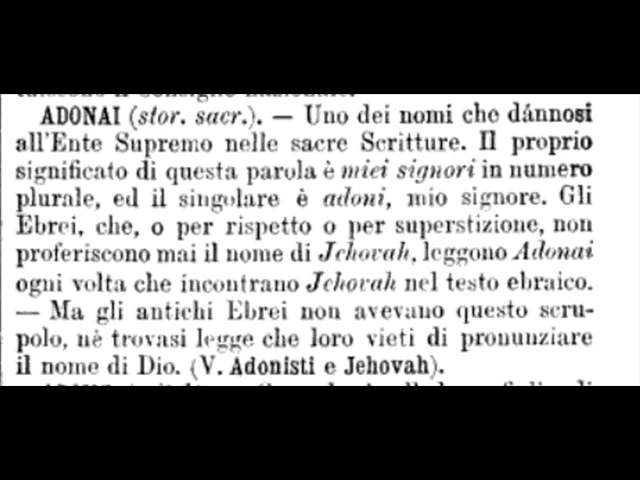 ADONAI (stor. sacr.). — Uno dei nomi che dánnosi
all'Ente Supremo nelle sacre Scritture. Il proprio
significato di questa parola è miei signori in numero
plurale, ed il singolare è adoni, mio signore. Gli
Ebrei, che, o per rispetto o per superstizione, non
proferiscono mai il nome di Jehovah, leggono Adonai
ogni volta che incontrano Jehovah nel testo ebraico.
— Ma gli antichi Ebrei non avevano questo scru-
polo, nè trovasi legge che loro vieti di pronunziare
il nome di Dio. (V. Adonisti e Jehovah).